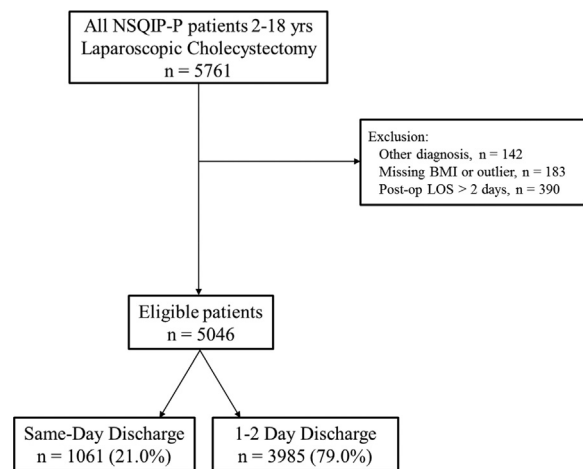 All NSQIP-P patients 2-18 yrs
Laparoscopic Cholecystectomy
n = 5761
Exclusion:
Other diagnosis, n = 142
Missing BMI or outlier, n = 183
Post-op LOS > 2 days, n = 390
Eligible patients
n = 5046
Same-Day Discharge
n = 1061 (21.0%)
1-2 Day Discharge
n = 3985 (79.0%)